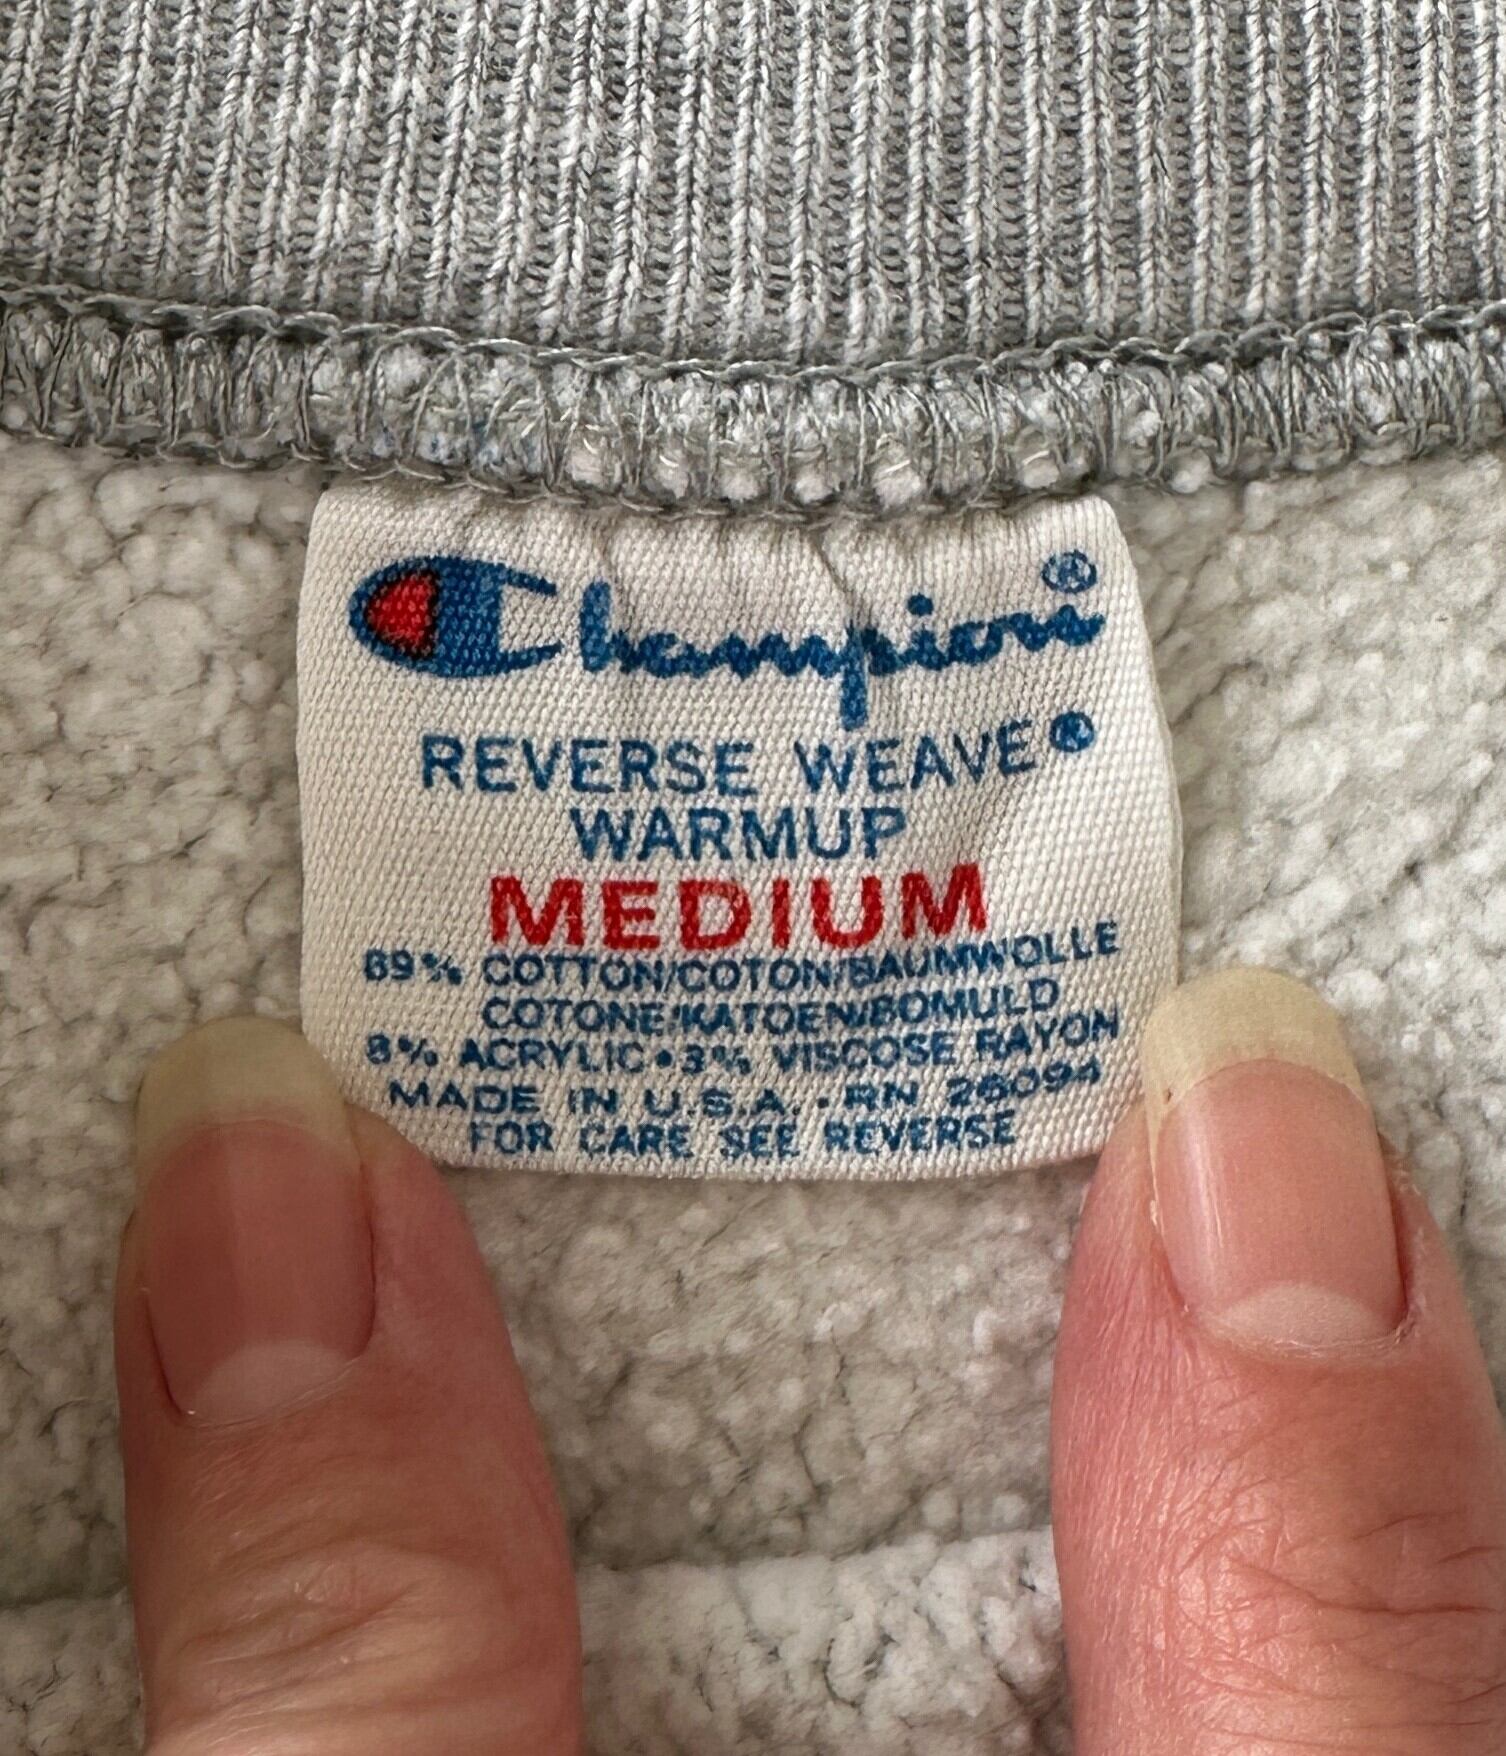 Champion®
REVERSE WEAVE®
WARMUP
MEDIUM
89% COTTON/COTON/BAUMWOLLE
COTONE/KATOEN/BOMULD
8% ACRYLIC•3% VISCOSE RAYON
MADE IN U.S.A. · RN 26094
FOR CARE SEE REVERSE